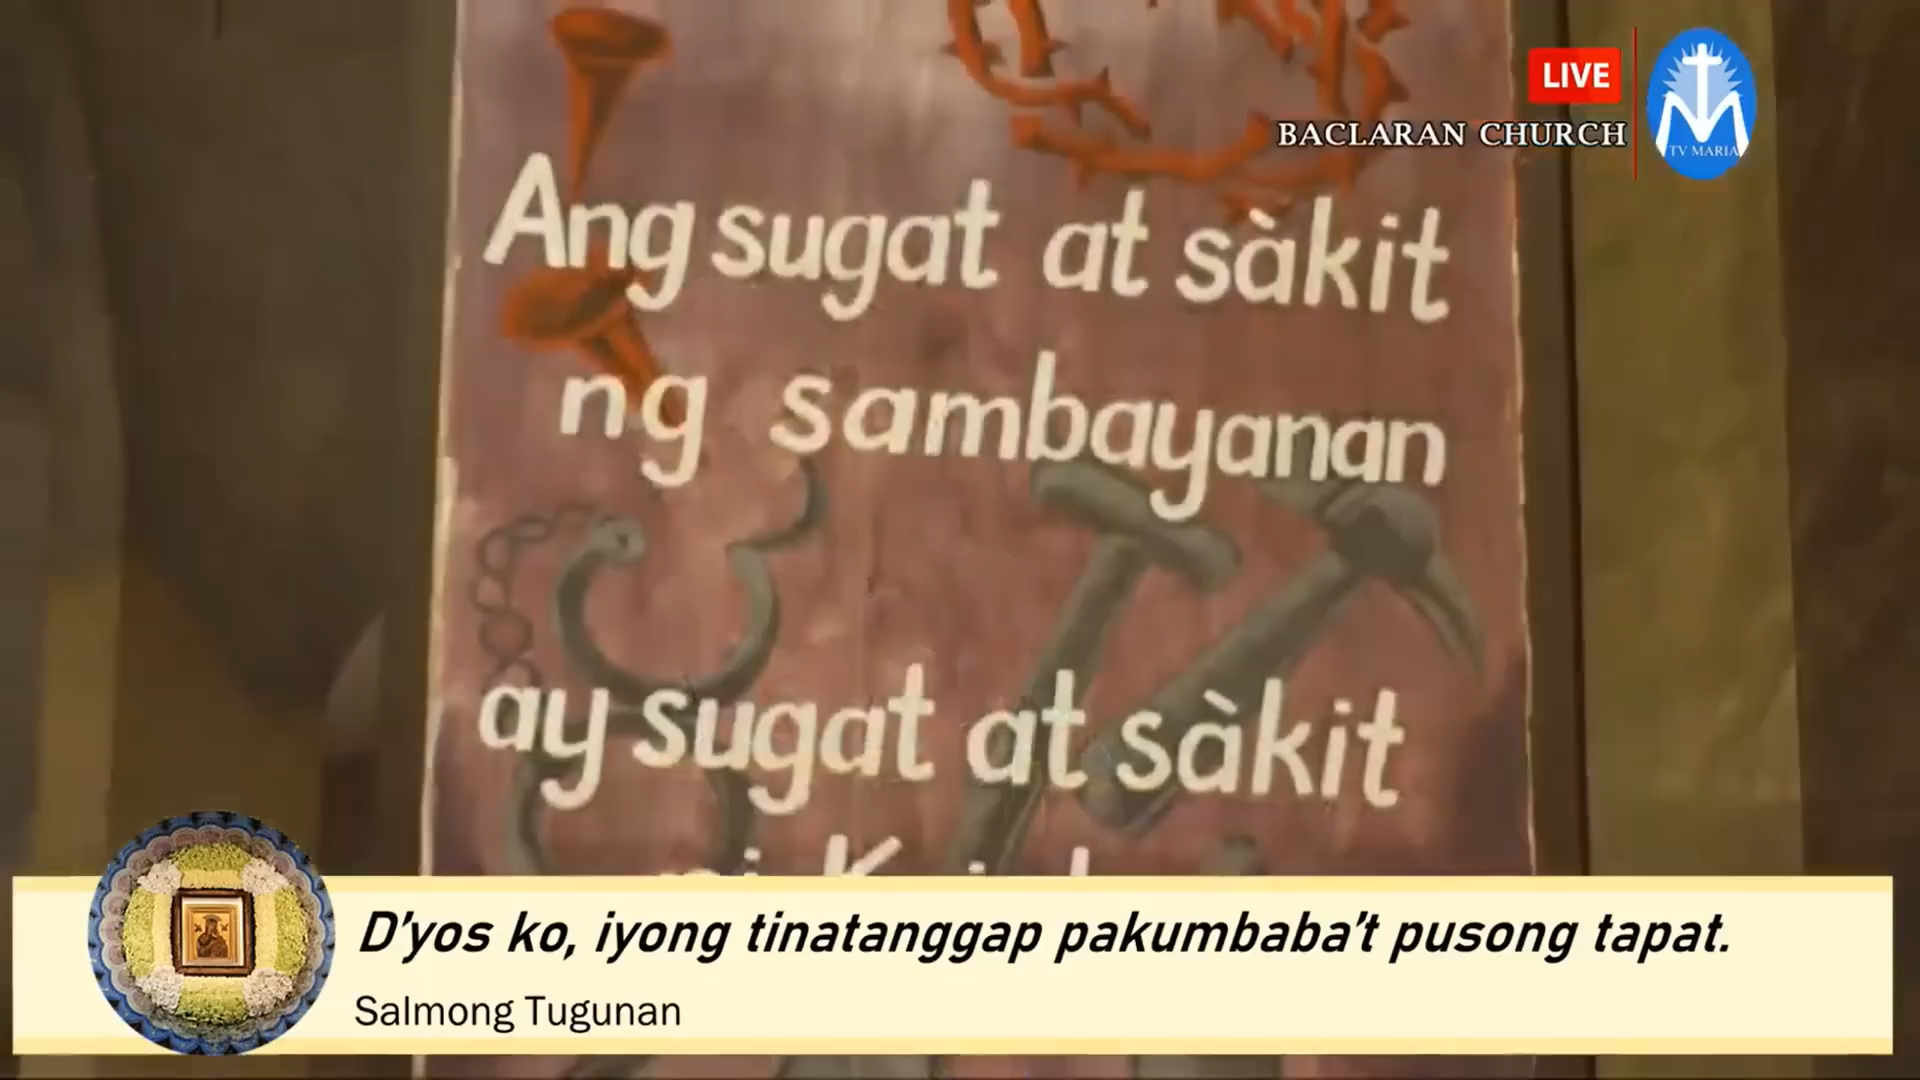 LIVE
BACLARAN CHURCH
TV MARIA
Ang sugat at sàkit
ng sambayanan
ay sugat at sàkit
ni
D'yos ko, iyong tinatanggap pakumbaba't pusong tapat.
Salmong Tugunan